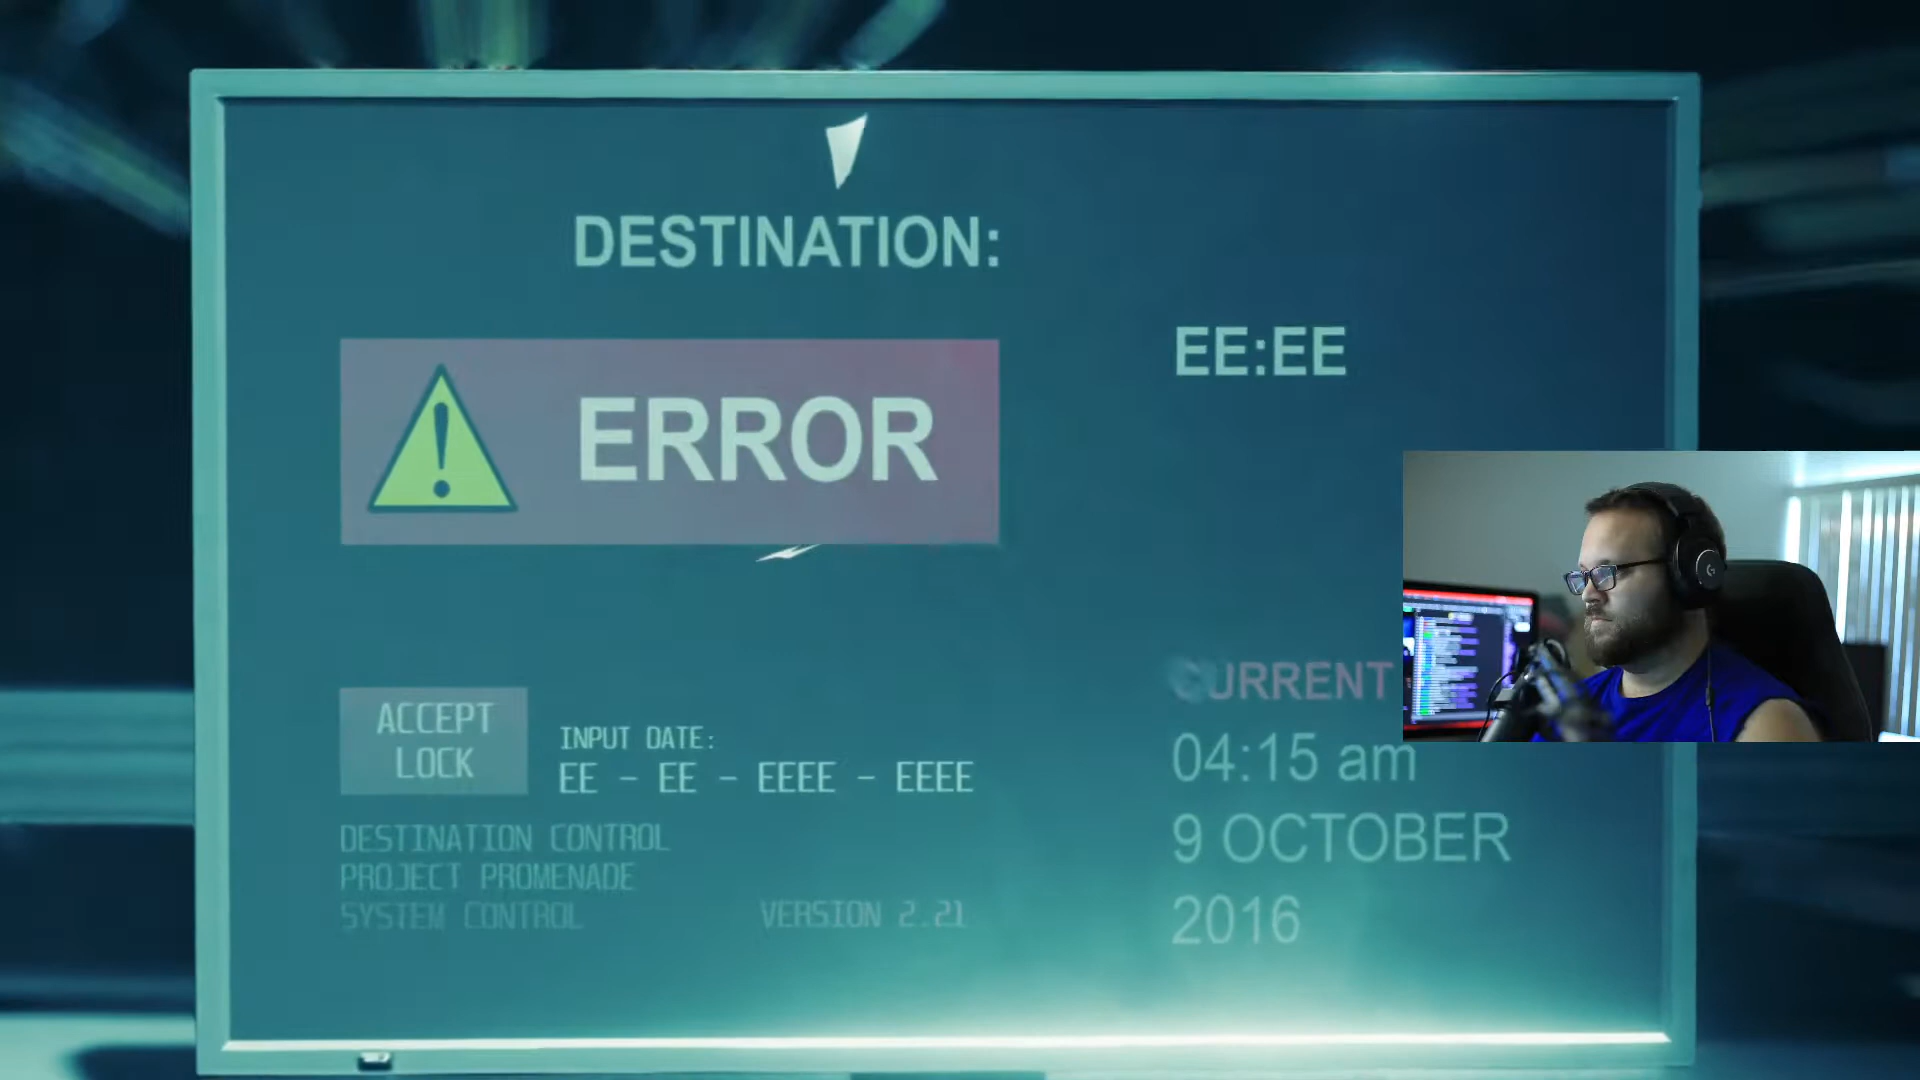 DESTINATION:
EE:EE
ERROR
CURRENT
04:15 am
9 OCTOBER
2016
ACCEPT
LOCK
INPUT DATE:
EE - EE - EEEE - EEEE
DESTINATION CONTROL
PROJECT PROMENADE
SYSTEM CONTROL
VERSION 2.21